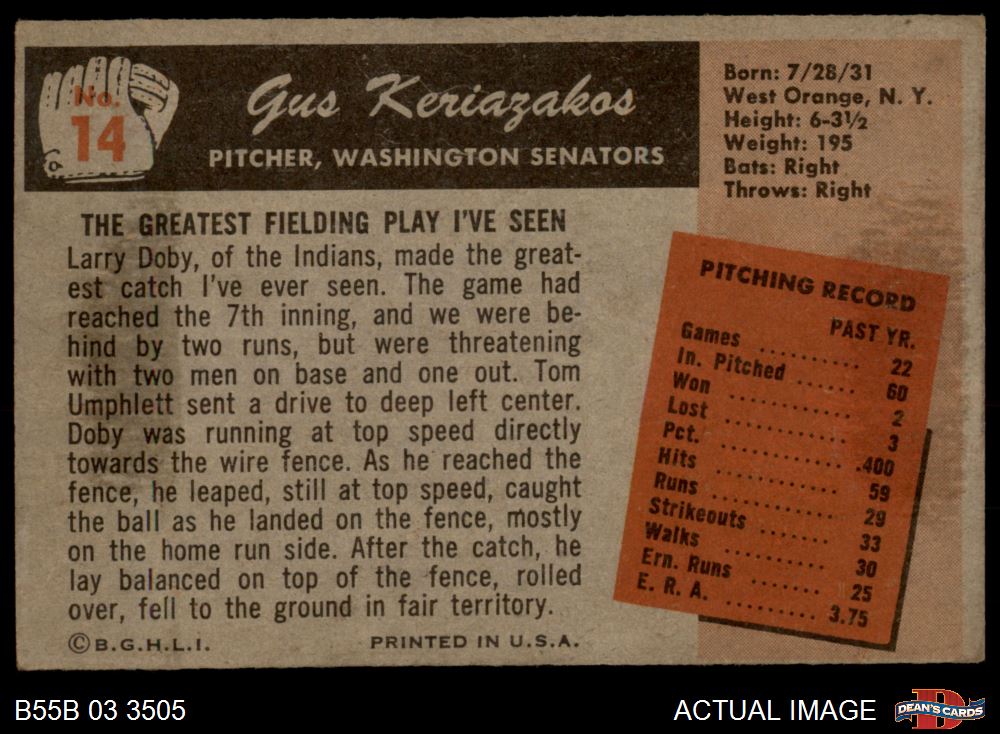 No.
14
Gus Keriazakos
PITCHER, WASHINGTON SENATORS
Born: 7/28/31
West Orange, N. Y.
Height: 6-3½
Weight: 195
Bats: Right
Throws: Right
THE GREATEST FIELDING PLAY I'VE SEEN
Larry Doby, of the Indians, made the great-
est catch I've ever seen. The game had
reached the 7th inning, and we were be-
hind by two runs, but were threatening
with two men on base and one out. Tom
Umphlett sent a drive to deep left center.
Doby was running at top speed directly
towards the wire fence. As he reached the
fence, he leaped, still at top speed, caught
the ball as he landed on the fence, mostly
on the home run side. After the catch, he
lay balanced on top of the fence, rolled
over, fell to the ground in fair territory.
©B.G.H.L.I. PRINTED IN U.S.A.
PITCHING RECORD
PAST YR.
Games .......... 22
In. Pitched ...... 60
Won ............ 2
Lost ............ 3
Pct. ............ .400
Hits ............ 59
Runs .......... 29
Strikeouts ....... 33
Walks .......... 30
Ern. Runs ...... 25
E. R. A. ......... 3.75
B55B 03 3505
ACTUAL IMAGE
D
DEAN'S CARDS